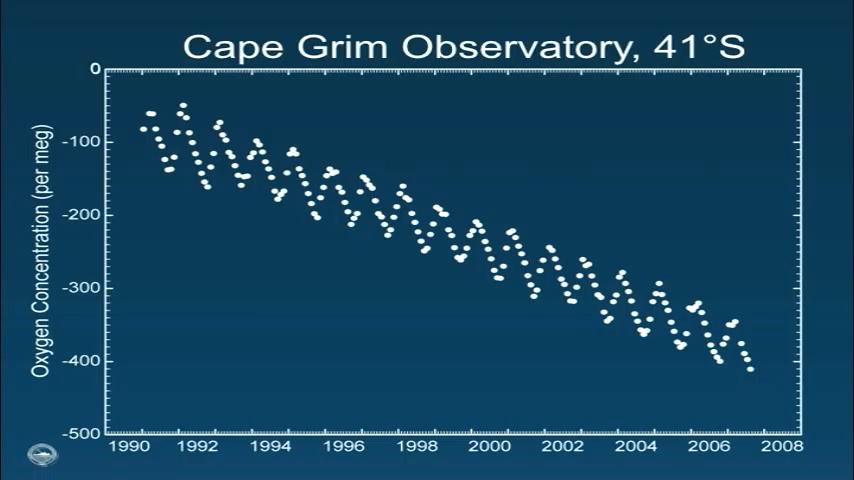 Cape Grim Observatory, 41°S
Oxygen Concentration (per meg)
0
-100
-200
-300
-400
-500
1990 1992 1994 1996 1998 2000 2002 2004 2006 2008